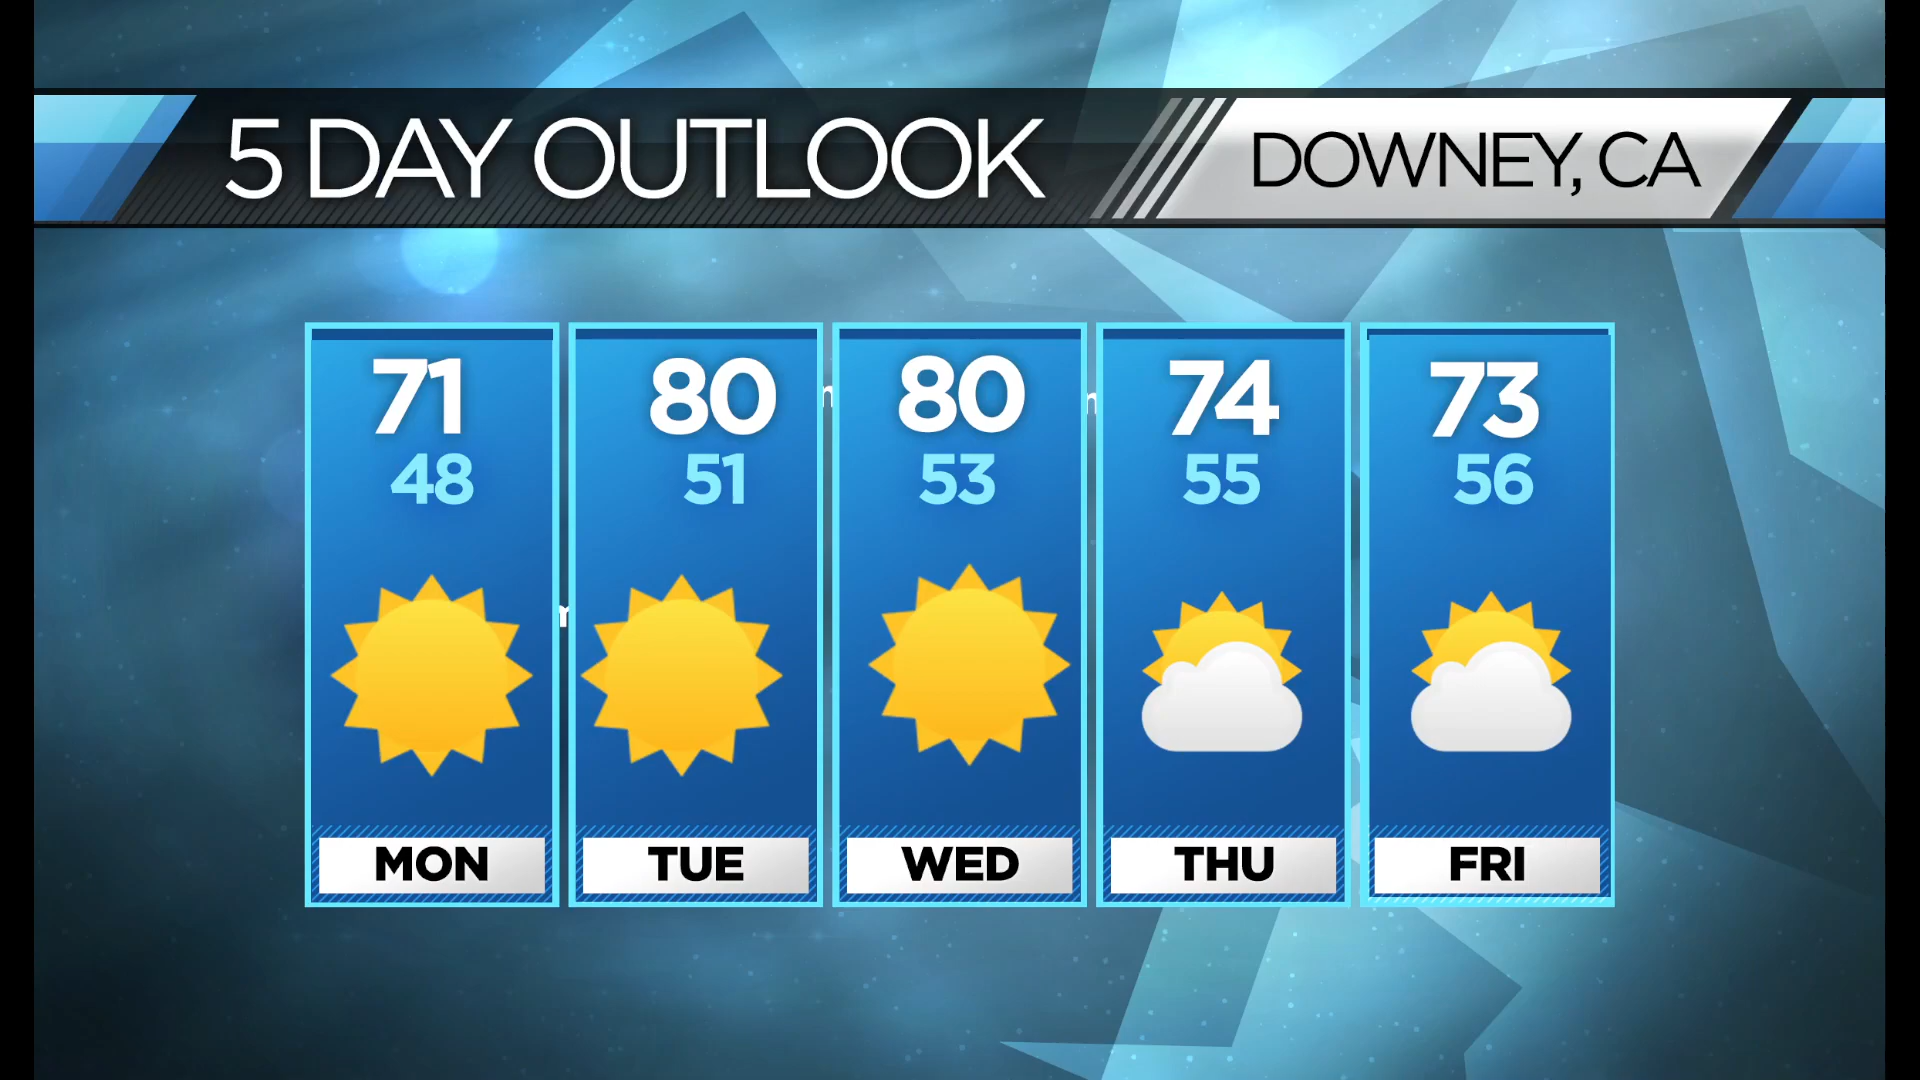 5 DAY OUTLOOK
DOWNEY, CA
71 80 80 74 73
48 51 53 55 56
MON TUE WED THU FRI